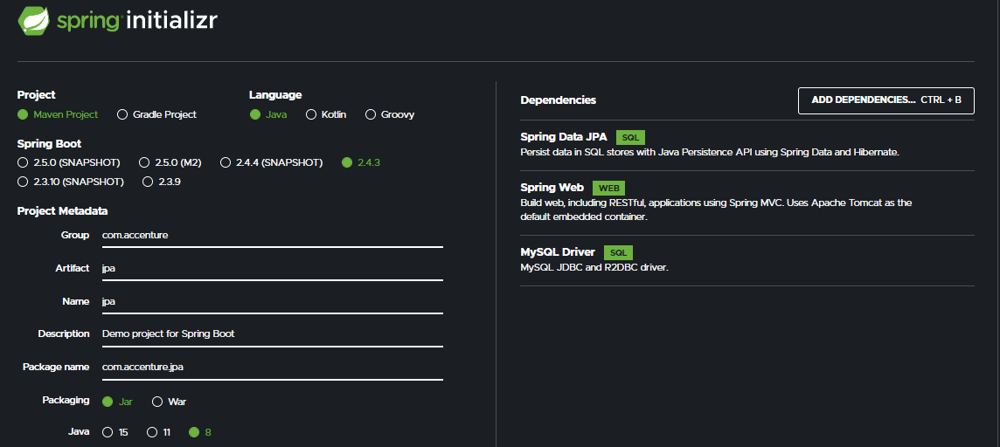 spring initializr
Project
Maven Project Gradle Project
Language
Java Kotlin Groovy
Spring Boot
2.5.0 (SNAPSHOT) 2.5.0 (M2) 2.4.4 (SNAPSHOT) 2.4.3
2.3.10 (SNAPSHOT) 2.3.9
Project Metadata
Group com.accenture
Artifact jpa
Name jpa
Description Demo project for Spring Boot
Package name com.accenture.jpa
Packaging Jar War
Java 15 11 8
Dependencies ADD DEPENDENCIES... CTRL + B
Spring Data JPA SQL
Persist data in SQL stores with Java Persistence API using Spring Data and Hibernate.
Spring Web WEB
Build web, including RESTful, applications using Spring MVC. Uses Apache Tomcat as the
default embedded container.
MySQL Driver SQL
MySQL JDBC and R2DBC driver.